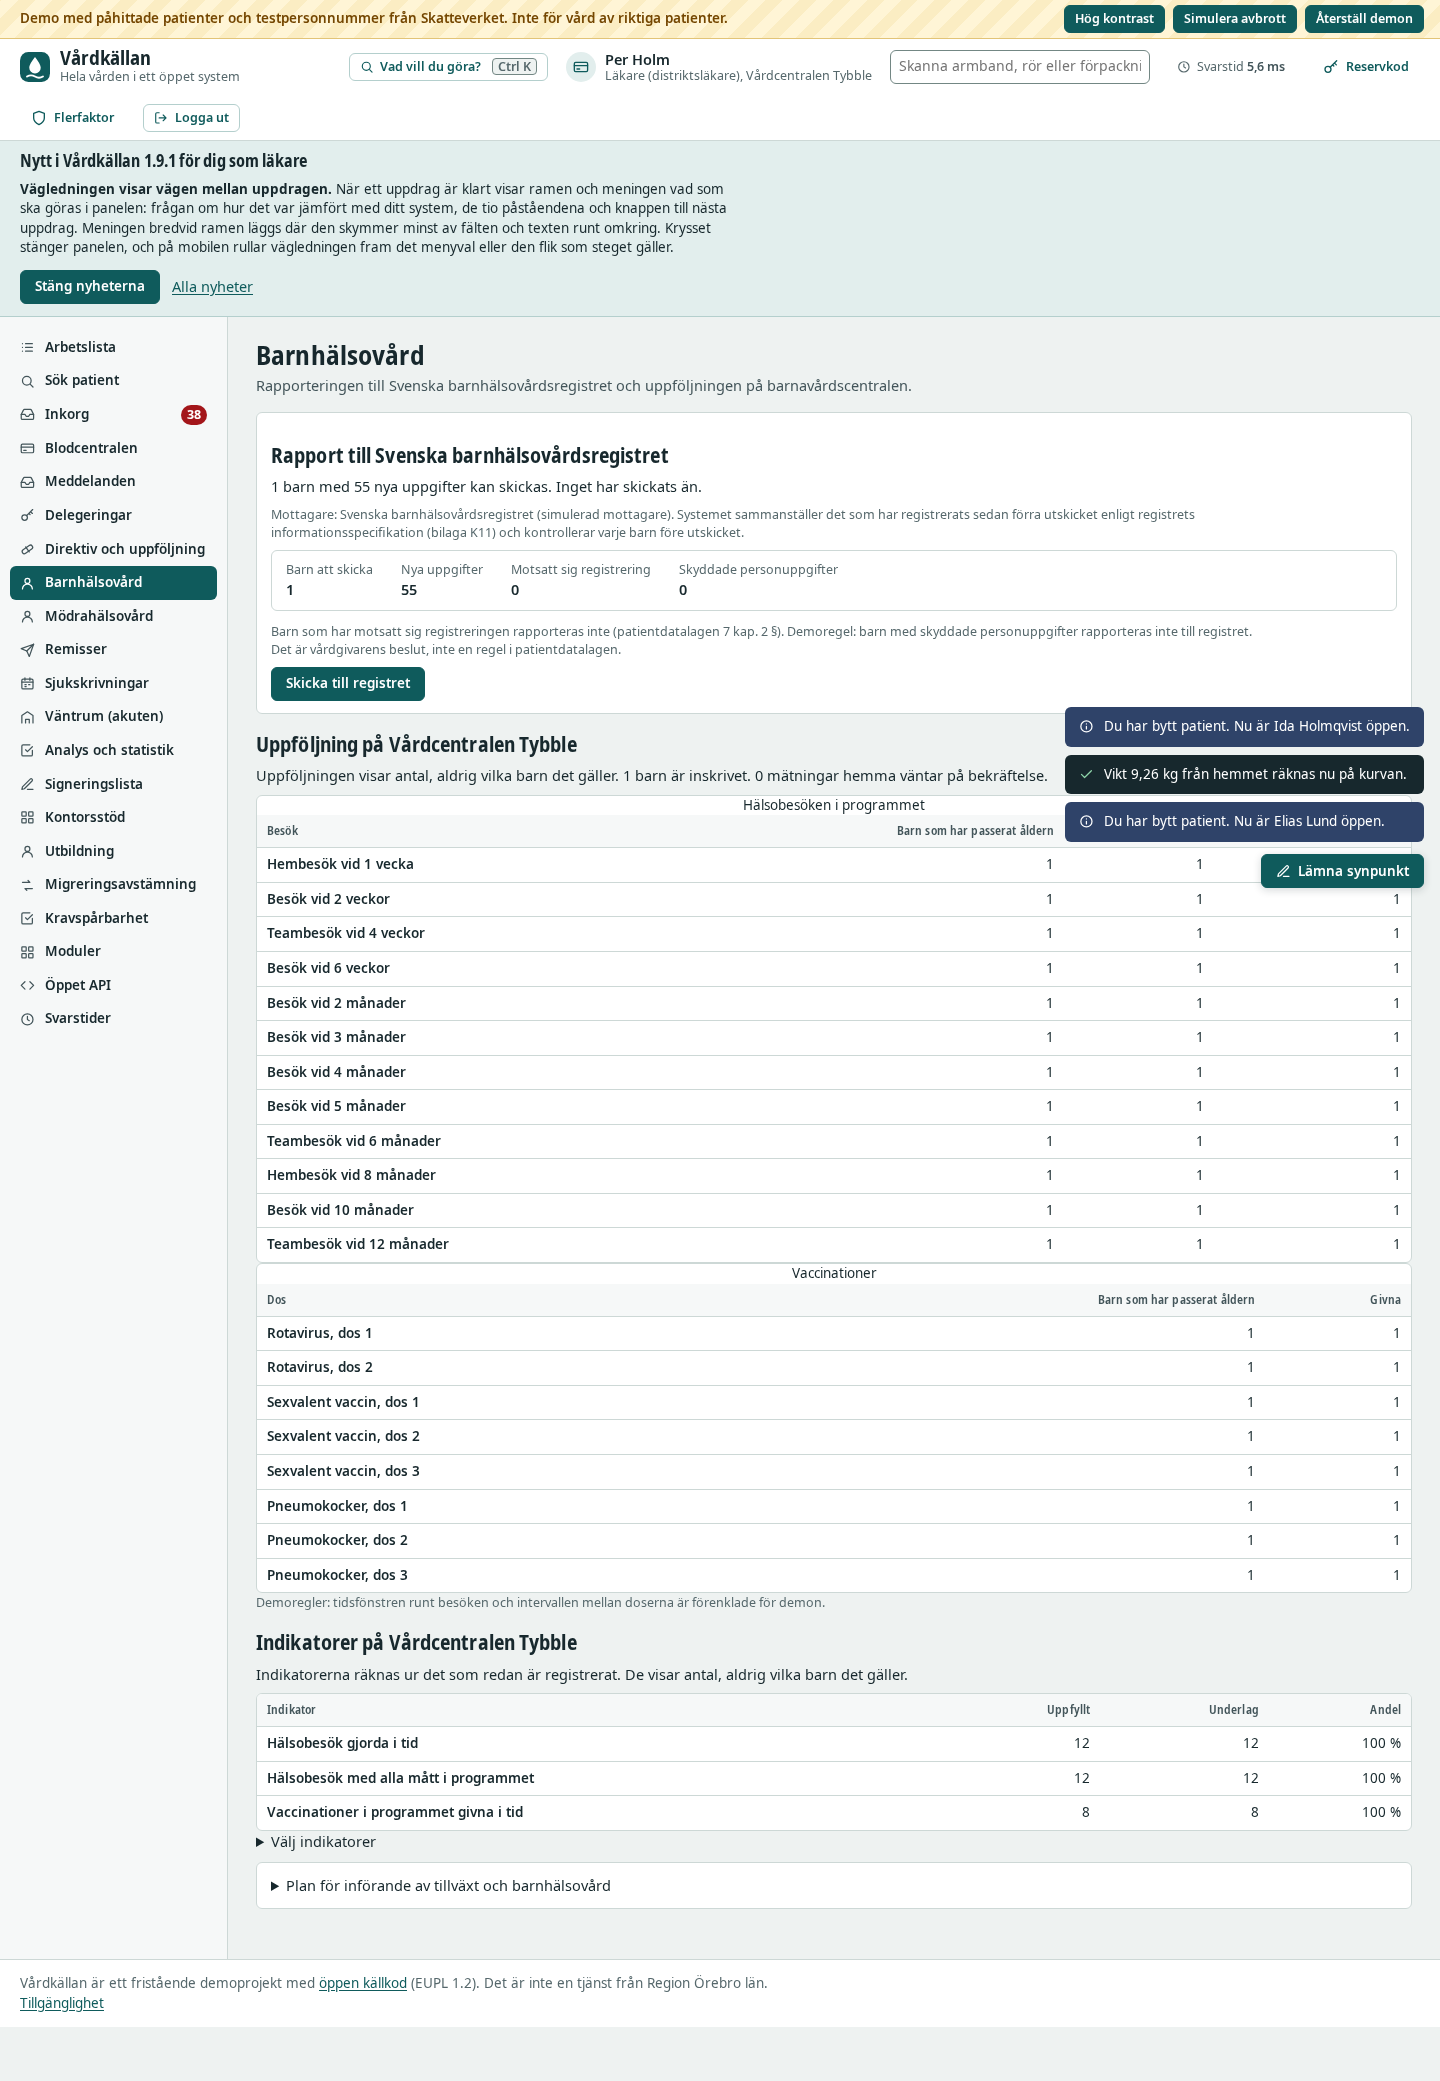 Demo med påhittade patienter och testpersonnummer från Skatteverket. Inte för vård av riktiga patienter.
Hög kontrast
Simulera avbrott
Återställ demon
Vårdkällan
Hela vården i ett öppet system
Vad vill du göra? Ctrl K
Per Holm
Läkare (distriktsläkare), Vårdcentralen Tybble
Skanna armband, rör eller förpackni
Svarstid 5,6 ms
Reservkod
Flerfaktor
Logga ut
Nytt i Vårdkällan 1.9.1 för dig som läkare
Vägledningen visar vägen mellan uppdragen. När ett uppdrag är klart visar ramen och meningen vad som
ska göras i panelen: frågan om hur det var jämfört med ditt system, de tio påståendena och knappen till nästa
uppdrag. Meningen bredvid ramen läggs där den skymmer minst av fälten och texten runt omkring. Krysset
stänger panelen, och på mobilen rullar vägledningen fram det menyval eller den flik som steget gäller.
Stäng nyheterna
Alla nyheter
Arbetslista
Sök patient
Inkorg 38
Blodcentralen
Meddelanden
Delegeringar
Direktiv och uppföljning
Barnhälsovård
Mödrahälsovård
Remisser
Sjukskrivningar
Väntrum (akuten)
Analys och statistik
Signeringslista
Kontorsstöd
Utbildning
Migreringsavstämning
Kravspårbarhet
Moduler
Öppet API
Svarstider
Barnhälsovård
Rapporteringen till Svenska barnhälsovårdsregistret och uppföljningen på barnavårdscentralen.
Rapport till Svenska barnhälsovårdsregistret
1 barn med 55 nya uppgifter kan skickas. Inget har skickats än.
Mottagare: Svenska barnhälsovårdsregistret (simulerad mottagare). Systemet sammanställer det som har registrerats sedan förra utskicket enligt registrets
informationsspecifikation (bilaga K11) och kontrollerar varje barn före utskicket.
Barn att skicka Nya uppgifter Motsatt sig registrering Skyddade personuppgifter
1 55 0 0
Barn som har motsatt sig registreringen rapporteras inte (patientdatalagen 7 kap. 2 §). Demoregel: barn med skyddade personuppgifter rapporteras inte till registret.
Det är vårdgivarens beslut, inte en regel i patientdatalagen.
Skicka till registret
Du har bytt patient. Nu är Ida Holmqvist öppen.
Vikt 9,26 kg från hemmet räknas nu på kurvan.
Du har bytt patient. Nu är Elias Lund öppen.
Lämna synpunkt
Uppföljning på Vårdcentralen Tybble
Uppföljningen visar antal, aldrig vilka barn det gäller. 1 barn är inskrivet. 0 mätningar hemma väntar på bekräftelse.
Hälsobesöken i programmet
Besök Barn som har passerat åldern
Hembesök vid 1 vecka 1 1
Besök vid 2 veckor 1 1 1
Teambesök vid 4 veckor 1 1 1
Besök vid 6 veckor 1 1 1
Besök vid 2 månader 1 1 1
Besök vid 3 månader 1 1 1
Besök vid 4 månader 1 1 1
Besök vid 5 månader 1 1 1
Teambesök vid 6 månader 1 1 1
Hembesök vid 8 månader 1 1 1
Besök vid 10 månader 1 1 1
Teambesök vid 12 månader 1 1 1
Vaccinationer
Dos Barn som har passerat åldern Givna
Rotavirus, dos 1 1 1
Rotavirus, dos 2 1 1
Sexvalent vaccin, dos 1 1 1
Sexvalent vaccin, dos 2 1 1
Sexvalent vaccin, dos 3 1 1
Pneumokocker, dos 1 1 1
Pneumokocker, dos 2 1 1
Pneumokocker, dos 3 1 1
Demoregler: tidsfönstren runt besöken och intervallen mellan doserna är förenklade för demon.
Indikatorer på Vårdcentralen Tybble
Indikatorerna räknas ur det som redan är registrerat. De visar antal, aldrig vilka barn det gäller.
Indikator Uppfyllt Underlag Andel
Hälsobesök gjorda i tid 12 12 100 %
Hälsobesök med alla mått i programmet 12 12 100 %
Vaccinationer i programmet givna i tid 8 8 100 %
Välj indikatorer
Plan för införande av tillväxt och barnhälsovård
Vårdkällan är ett fristående demoprojekt med öppen källkod (EUPL 1.2). Det är inte en tjänst från Region Örebro län.
Tillgänglighet